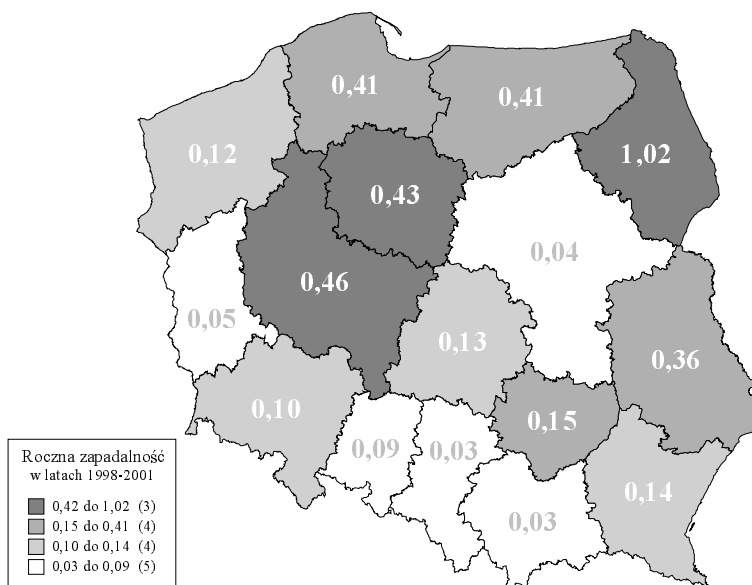 0,41
0,41
0,12
1,02
0,43
0,04
0,46
0,05
0,13
0,36
0,10
0,15
0,09
0,03
0,14
0,03
Roczna zapadalność
w latach 1998-2001
0,42 do 1,02 (3)
0,15 do 0,41 (4)
0,10 do 0,14 (4)
0,03 do 0,09 (5)